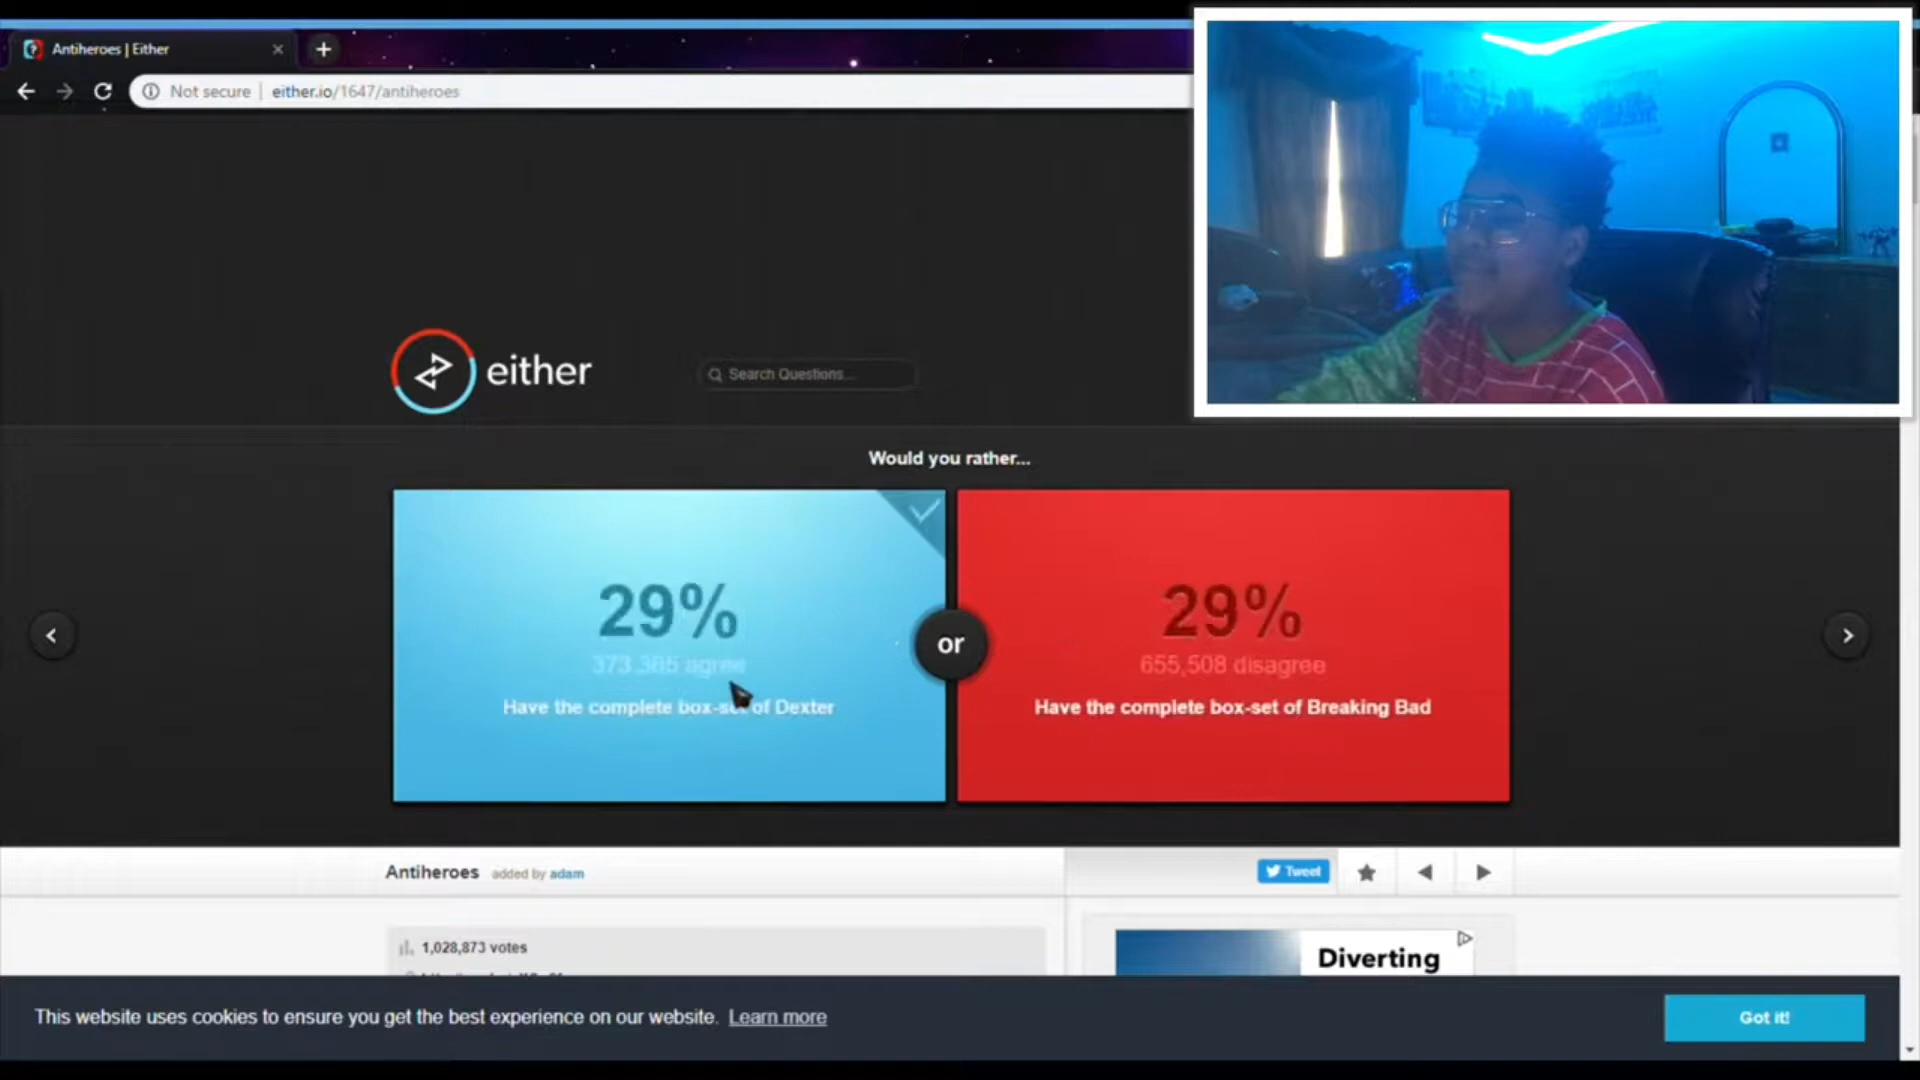 Antiheroes | Either
Not secure | either.io/1647/antiheroes
either
Search Questions...
Would you rather...
29%
373,365 agree
Have the complete box-set of Dexter
or
29%
655,508 disagree
Have the complete box-set of Breaking Bad
Antiheroes added by adam
Tweet
1,028,873 votes
Diverting
This website uses cookies to ensure you get the best experience on our website. Learn more
Got it!